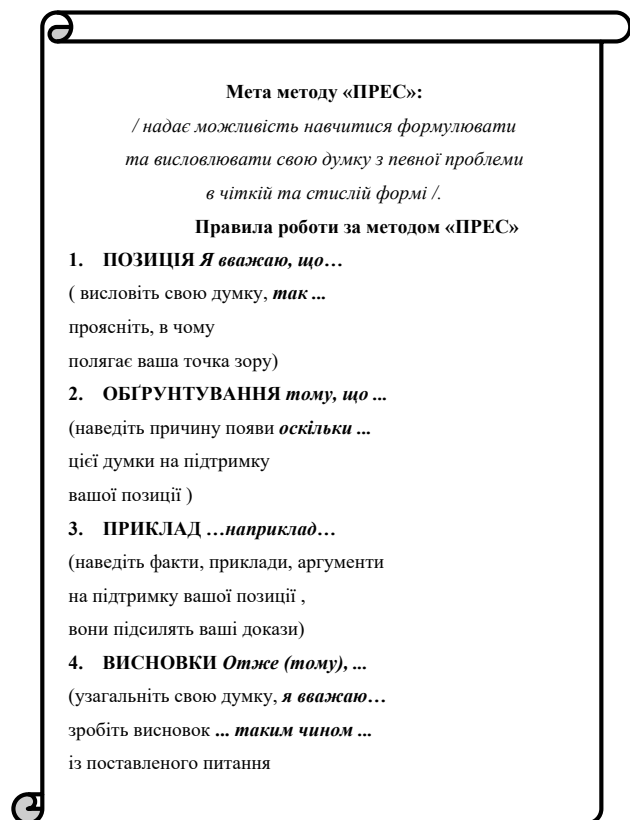 Мета методу «ПРЕС»:
/ надає можливість навчитися формулювати
та висловлювати свою думку з певної проблеми
в чіткій та стислій формі /.
Правила роботи за методом «ПРЕС»
1. ПОЗИЦІЯ Я вважаю, що…
( висловіть свою думку, так ...
проясніть, в чому
полягає ваша точка зору)
2. ОБҐРУНТУВАННЯ тому, що ...
(наведіть причину появи оскільки ...
цієї думки на підтримку
вашої позиції )
3. ПРИКЛАД …наприклад…
(наведіть факти, приклади, аргументи
на підтримку вашої позиції ,
вони підсилять ваші докази)
4. ВИСНОВКИ Отже (тому), ...
(узагальніть свою думку, я вважаю…
зробіть висновок ... таким чином ...
із поставленого питання